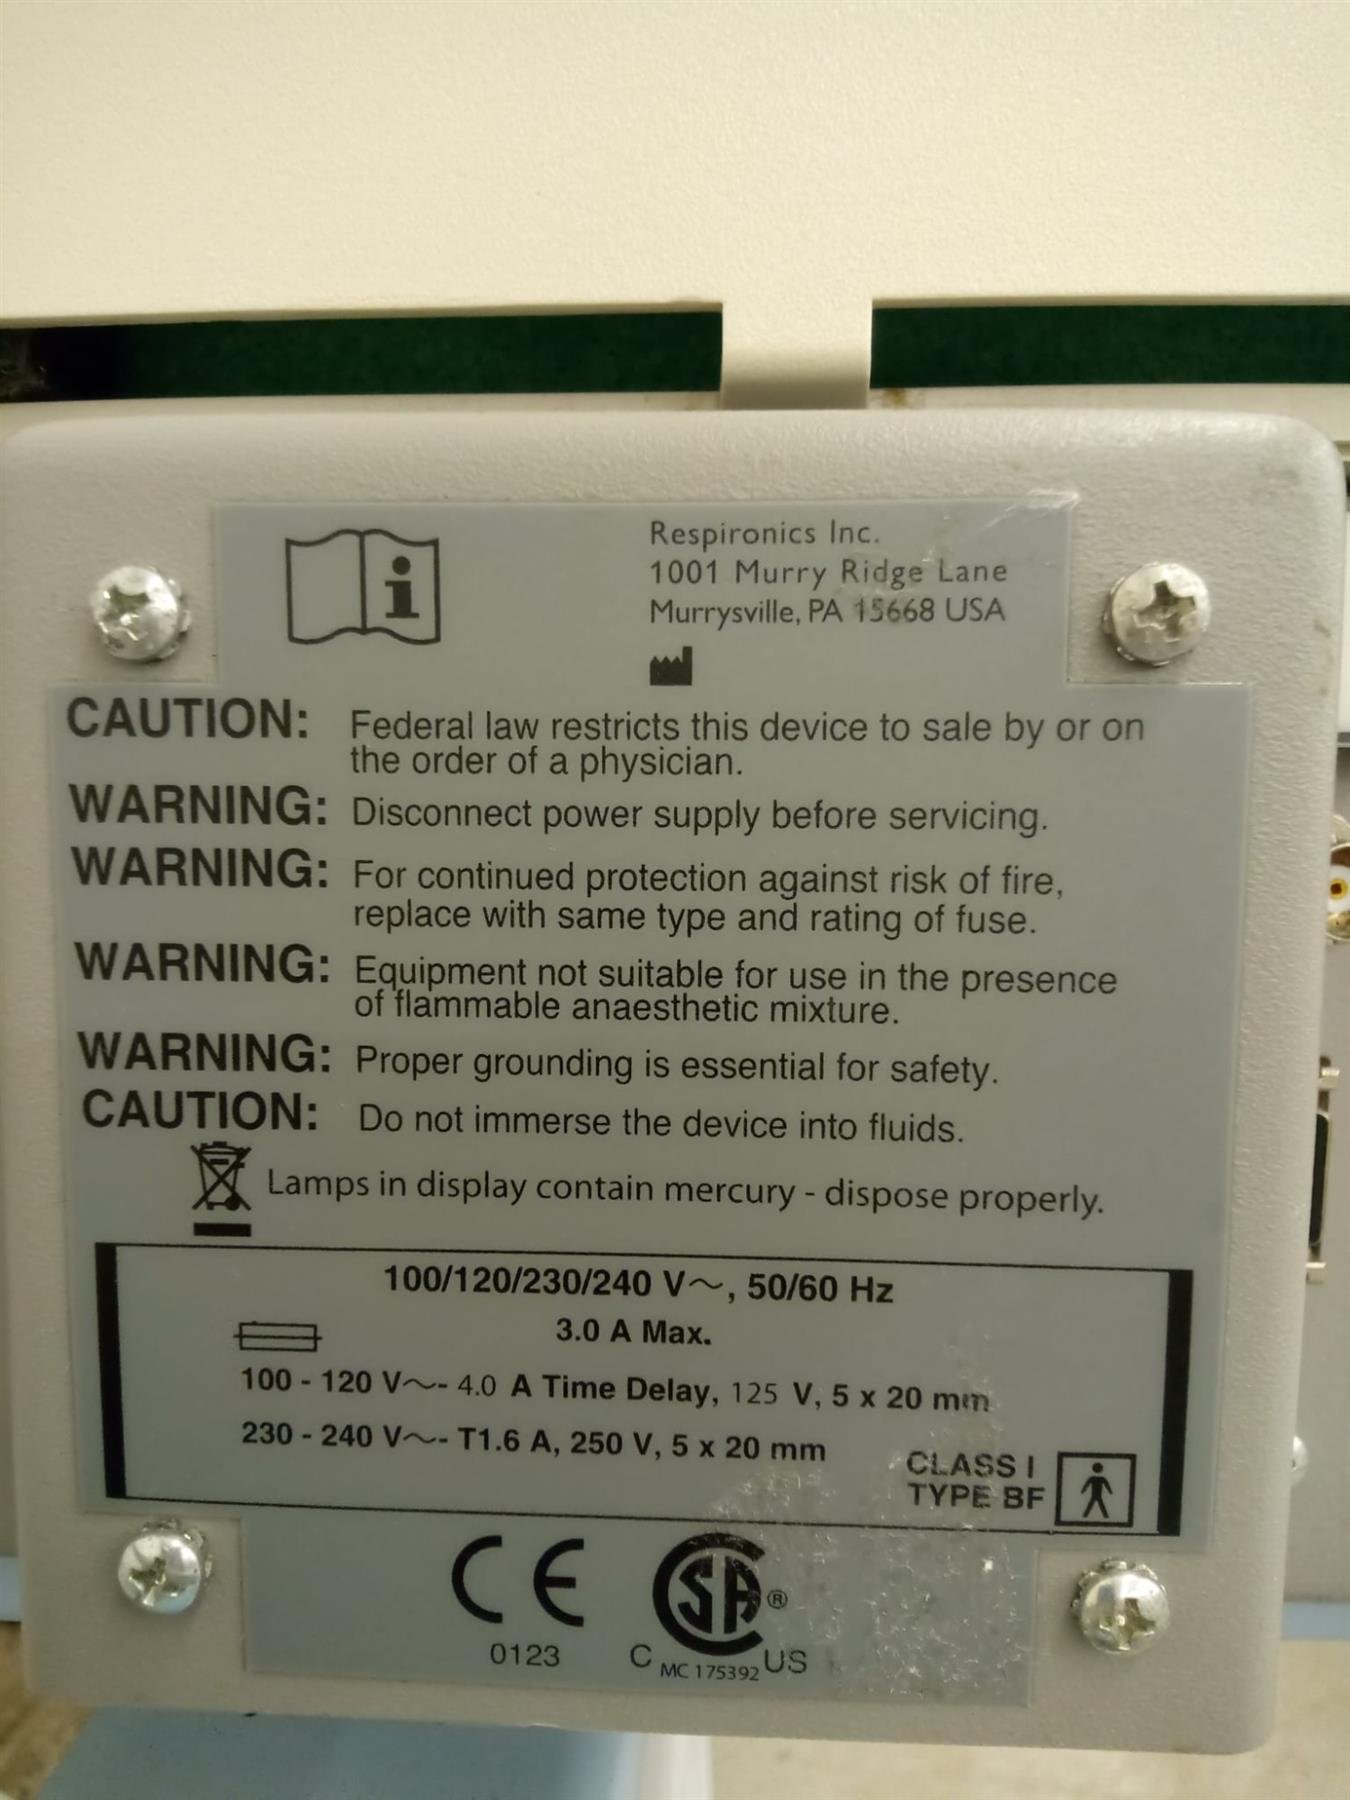 Respironics Inc.
1001 Murry Ridge Lane
Murrysville, PA 15668 USA
CAUTION: Federal law restricts this device to sale by or on
the order of a physician.
WARNING: Disconnect power supply before servicing.
WARNING: For continued protection against risk of fire,
replace with same type and rating of fuse.
WARNING: Equipment not suitable for use in the presence
of flammable anaesthetic mixture.
WARNING: Proper grounding is essential for safety.
CAUTION: Do not immerse the device into fluids.
Lamps in display contain mercury - dispose properly.
100/120/230/240 V~, 50/60 Hz
3.0 A Max.
100 - 120 V~- 4.0 A Time Delay, 125 V, 5 x 20 mm
230 - 240 V~- T1.6 A, 250 V, 5 x 20 mm
CLASS I
TYPE BF
CE
0123
CSA®
C MC 175392 US